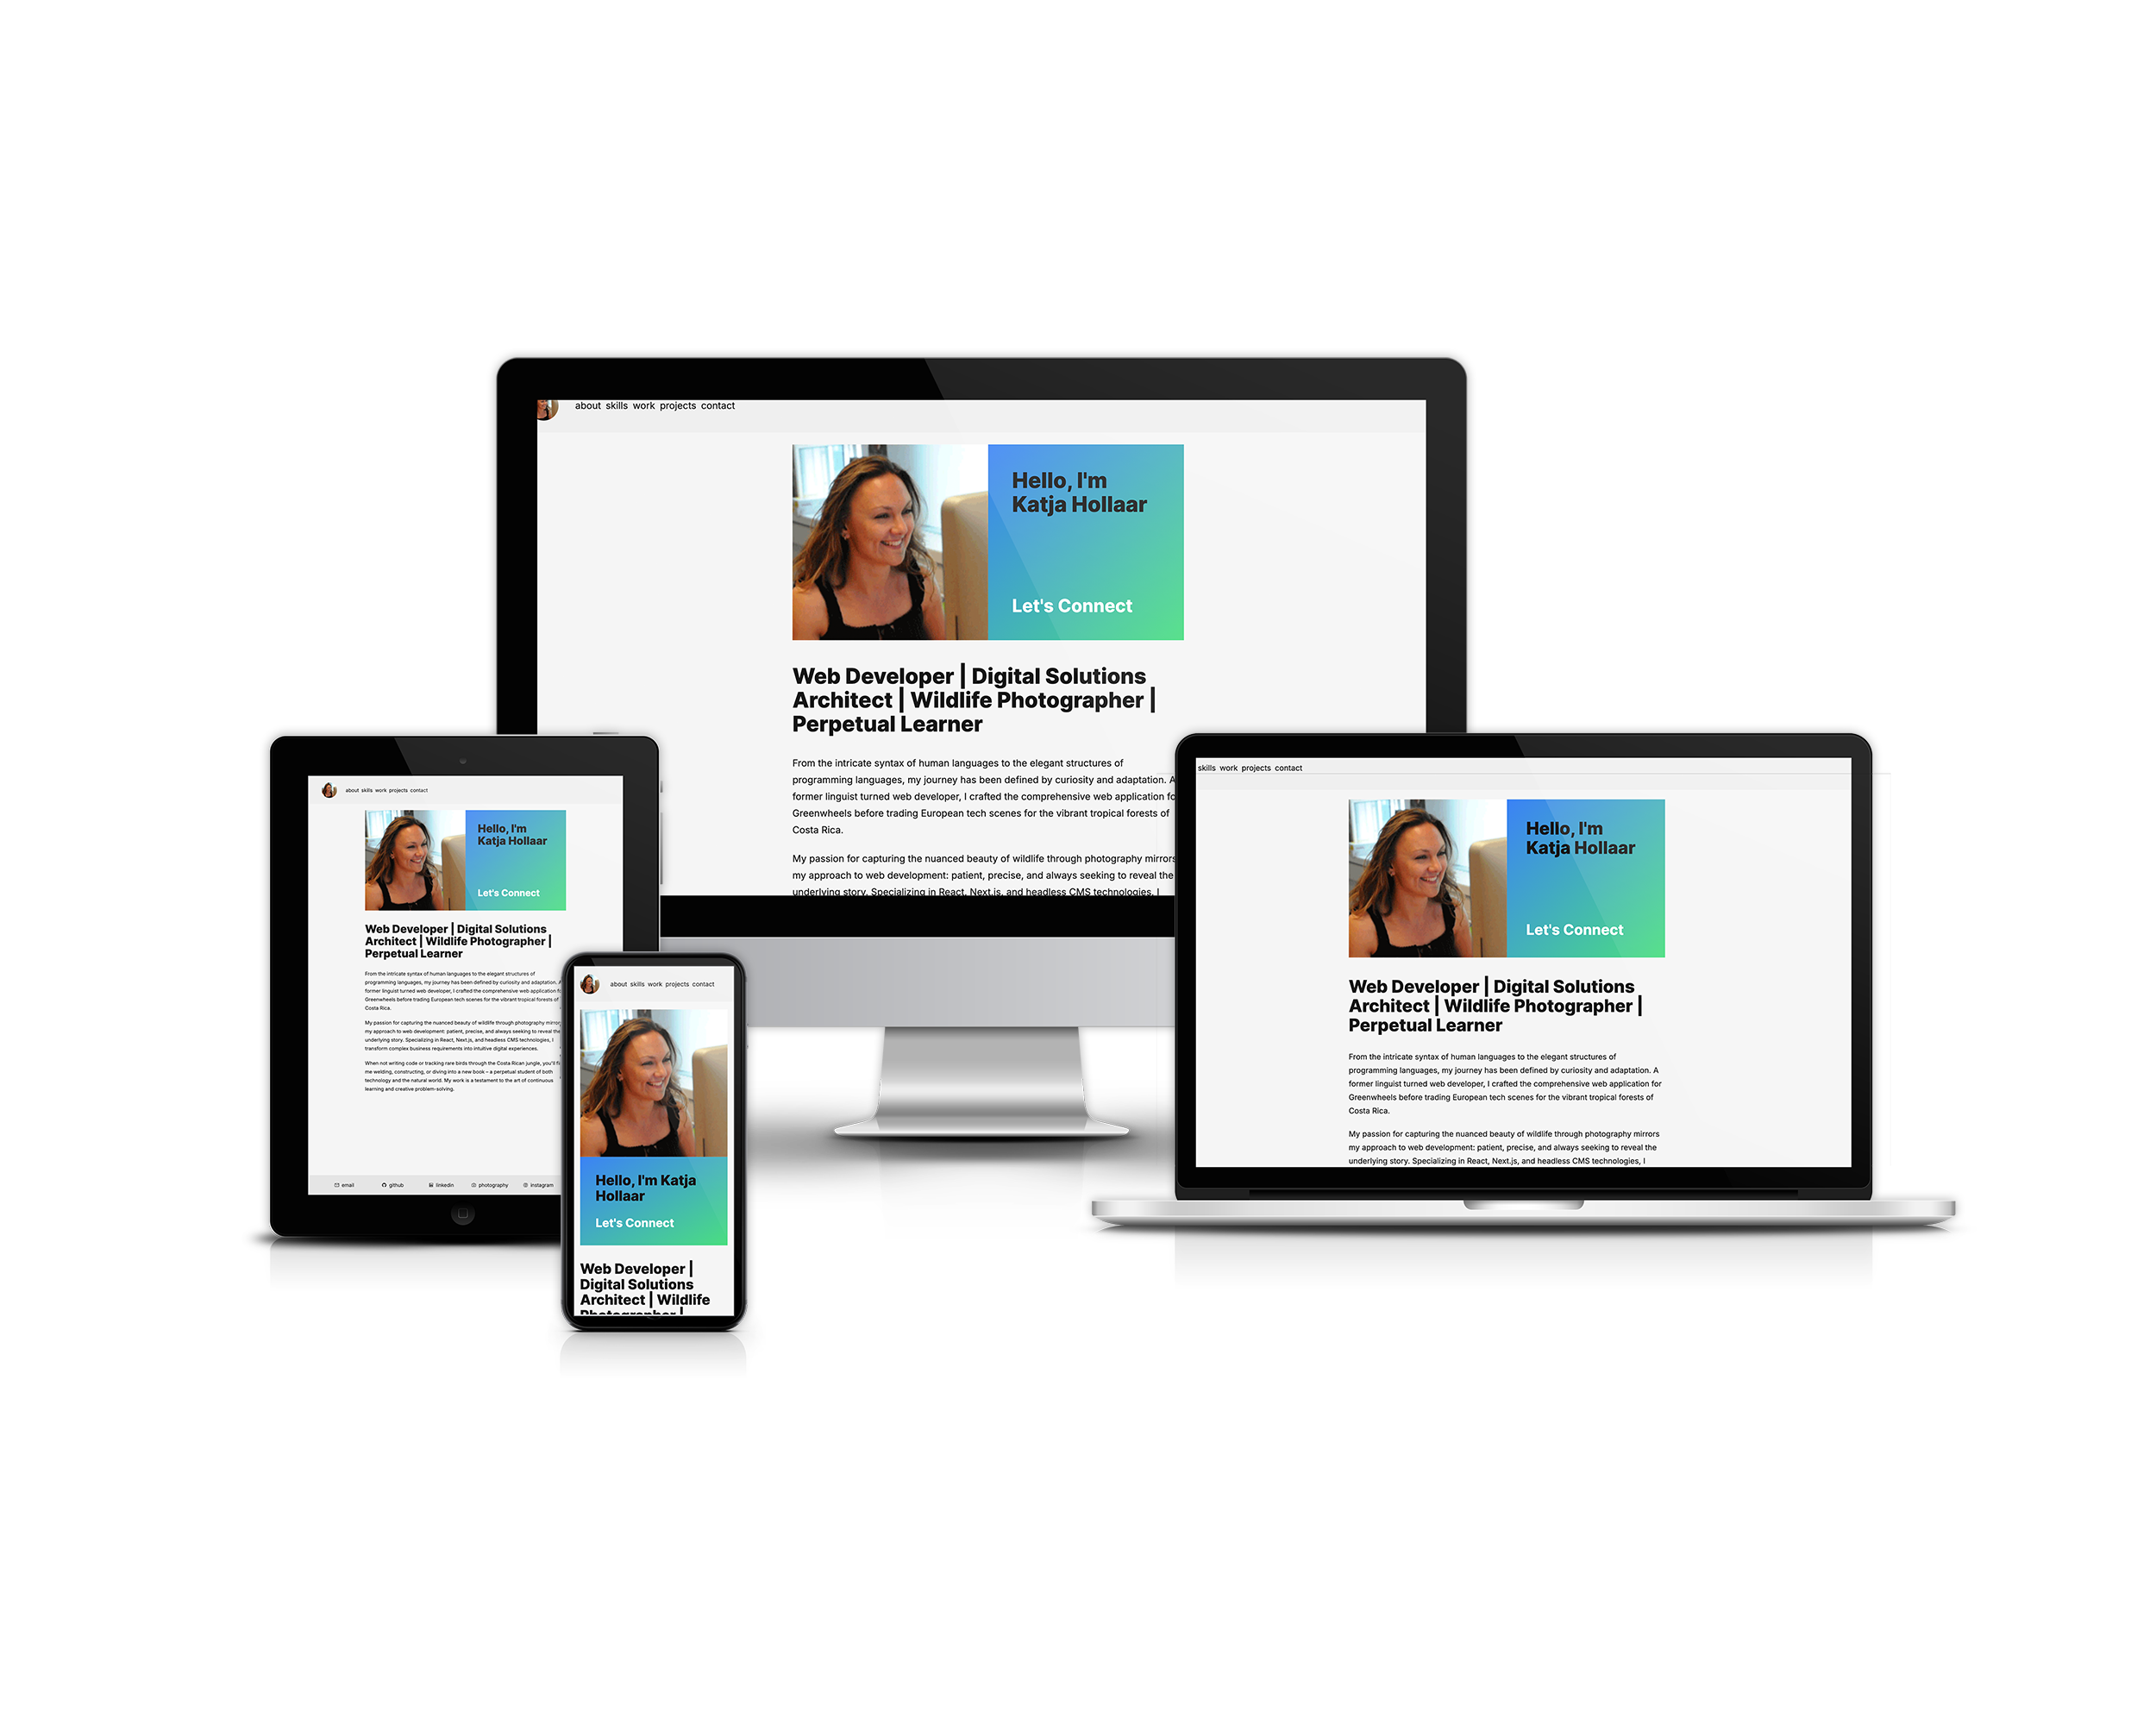 about skills work projects contact
Hello, I'm
Katja Hollaar
Let's Connect
Web Developer | Digital Solutions
Architect | Wildlife Photographer |
Perpetual Learner
From the intricate syntax of human languages to the elegant structures of
programming languages, my journey has been defined by curiosity and adaptation. A
former linguist turned web developer, I crafted the comprehensive web application fo
Greenwheels before trading European tech scenes for the vibrant tropical forests of
Costa Rica.
My passion for capturing the nuanced beauty of wildlife through photography mirrors
my approach to web development: patient, precise, and always seeking to reveal the
underlying story. Specializing in React, Next.js, and headless CMS technologies, I
about skills work projects contact
Hello, I'm
Katja Hollaar
Let's Connect
Web Developer | Digital Solutions
Architect | Wildlife Photographer |
Perpetual Learner
From the intricate syntax of human languages to the elegant structures of
programming languages, my journey has been defined by curiosity and adaptation. A
former linguist turned web developer, I crafted the comprehensive web application fo
Greenwheels before trading European tech scenes for the vibrant tropical forests of
Costa Rica.
My passion for capturing the nuanced beauty of wildlife through photography mirror
my approach to web development: patient, precise, and always seeking to reveal the
underlying story. Specializing in React, Next.js, and headless CMS technologies, I
transform complex business requirements into intuitive digital experiences.
When not writing code or tracking rare birds through the Costa Rican jungle, you'll f
me welding, constructing, or diving into a new book – a perpetual student of both
technology and the natural world. My work is a testament to the art of continuous
learning and creative problem-solving.
email github linkedin photography instagram
about skills work projects contact
Hello, I'm Katja
Hollaar
Let's Connect
Web Developer |
Digital Solutions
Architect | Wildlife
Photographer |
skills work projects contact
Hello, I'm
Katja Hollaar
Let's Connect
Web Developer | Digital Solutions
Architect | Wildlife Photographer |
Perpetual Learner
From the intricate syntax of human languages to the elegant structures of
programming languages, my journey has been defined by curiosity and adaptation. A
former linguist turned web developer, I crafted the comprehensive web application for
Greenwheels before trading European tech scenes for the vibrant tropical forests of
Costa Rica.
My passion for capturing the nuanced beauty of wildlife through photography mirrors
my approach to web development: patient, precise, and always seeking to reveal the
underlying story. Specializing in React, Next.js, and headless CMS technologies, I